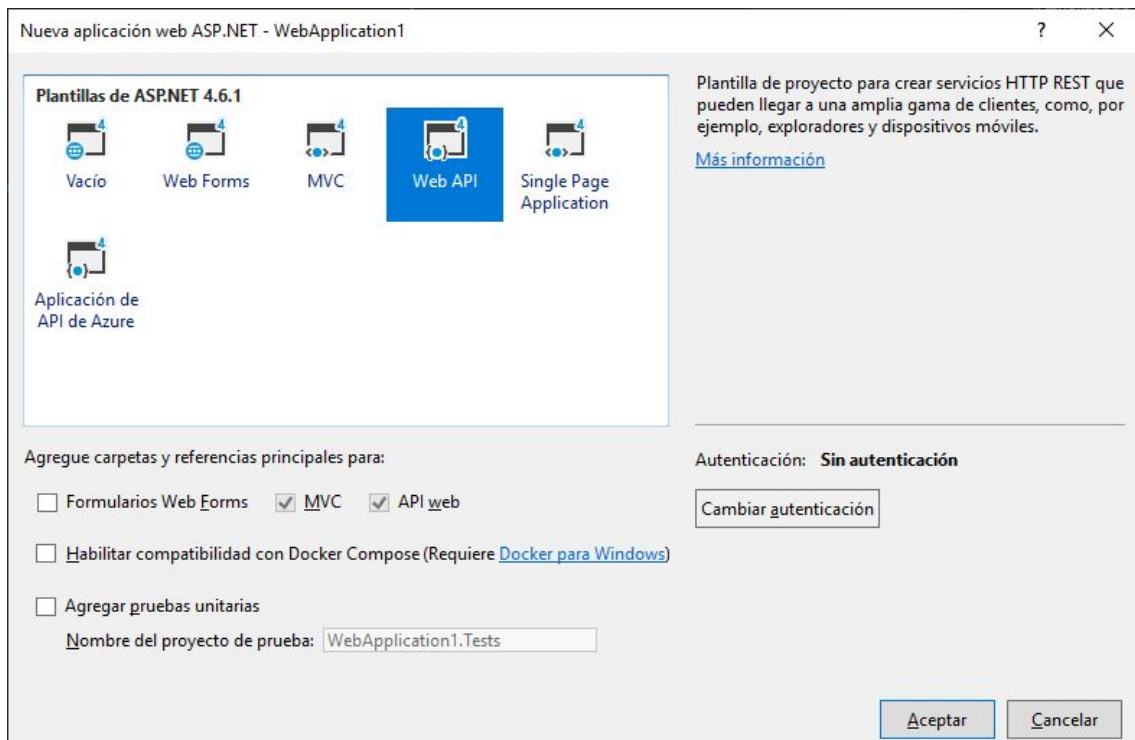 Nueva aplicación web ASP.NET - WebApplication1
?
Plantillas de ASP.NET 4.6.1
Vacío
Web Forms
MVC
Web API
Single Page
Application
Aplicación de
API de Azure
Plantilla de proyecto para crear servicios HTTP REST que
pueden llegar a una amplia gama de clientes, como, por
ejemplo, exploradores y dispositivos móviles.
Más información
Agregue carpetas y referencias principales para:
Formularios Web Forms
MVC
API web
Habilitar compatibilidad con Docker Compose (Requiere Docker para Windows)
Agregar pruebas unitarias
Nombre del proyecto de prueba: WebApplication1.Tests
Autenticación: Sin autenticación
Cambiar autenticación
Aceptar
Cancelar